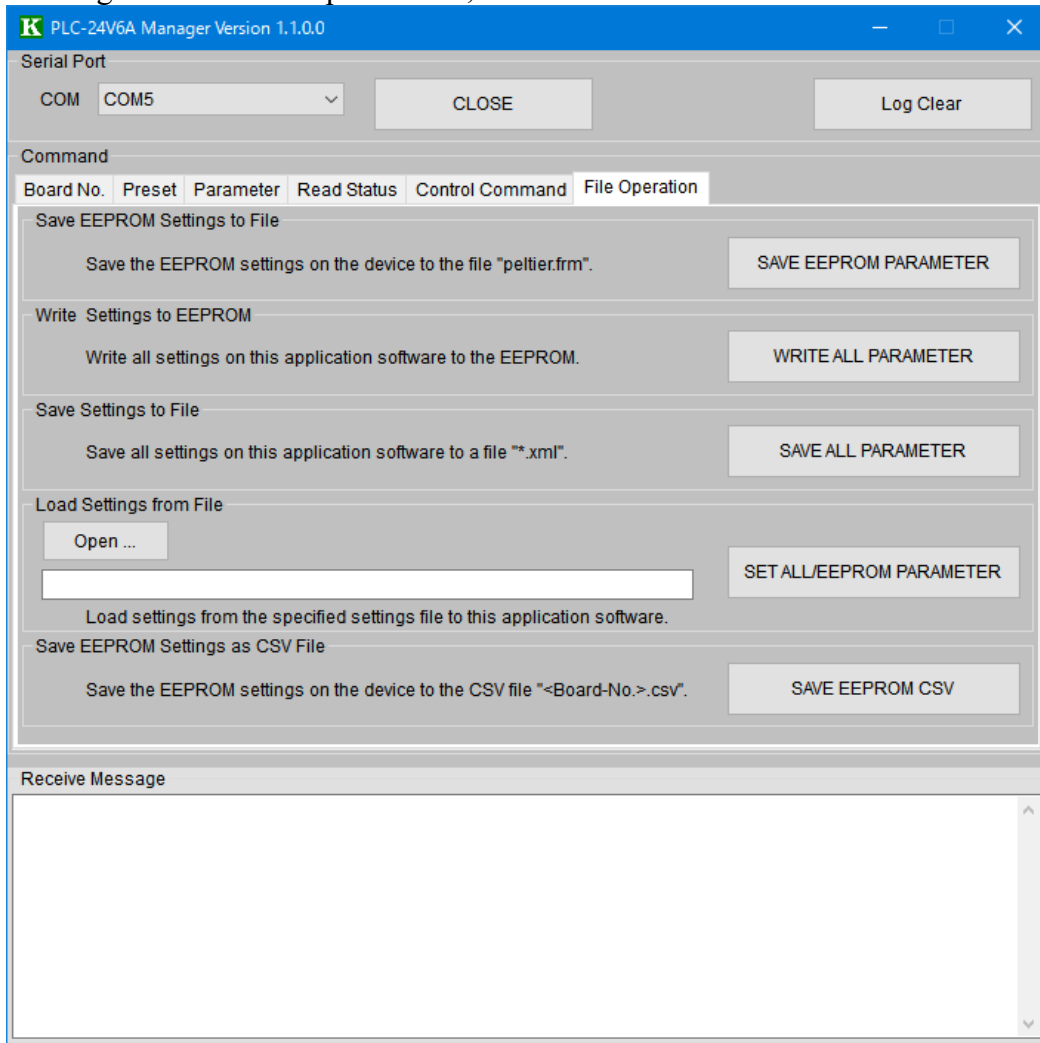 K PLC-24V6A Manager Version 1.1.0.0
Serial Port
COM COM5 CLOSE Log Clear
Command
Board No. Preset Parameter Read Status Control Command File Operation
Save EEPROM Settings to File
Save the EEPROM settings on the device to the file "peltier.frm". SAVE EEPROM PARAMETER
Write Settings to EEPROM
Write all settings on this application software to the EEPROM. WRITE ALL PARAMETER
Save Settings to File
Save all settings on this application software to a file "*.xml". SAVE ALL PARAMETER
Load Settings from File
Open ...
SET ALL/EEPROM PARAMETER
Load settings from the specified settings file to this application software.
Save EEPROM Settings as CSV File
Save the EEPROM settings on the device to the CSV file "<Board-No.>.csv". SAVE EEPROM CSV
Receive Message